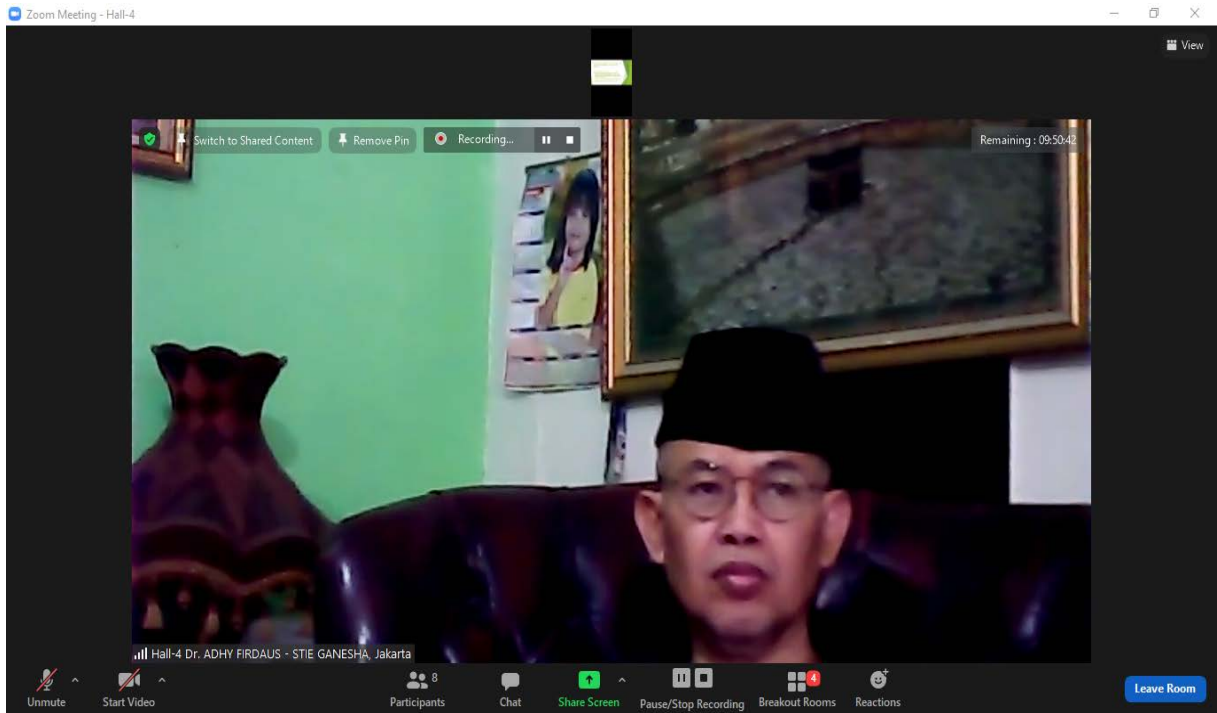 Zoom Meeting - Hall-4
View
Switch to Shared Content
Remove Pin
Recording...
Remaining : 09:50:42
Hall-4 Dr. ADHY FIRDAUS - STIE GANESHA, Jakarta
8
4
Unmute
Start Video
Participants
Chat
Share Screen
Pause/Stop Recording
Breakout Rooms
Reactions
Leave Room